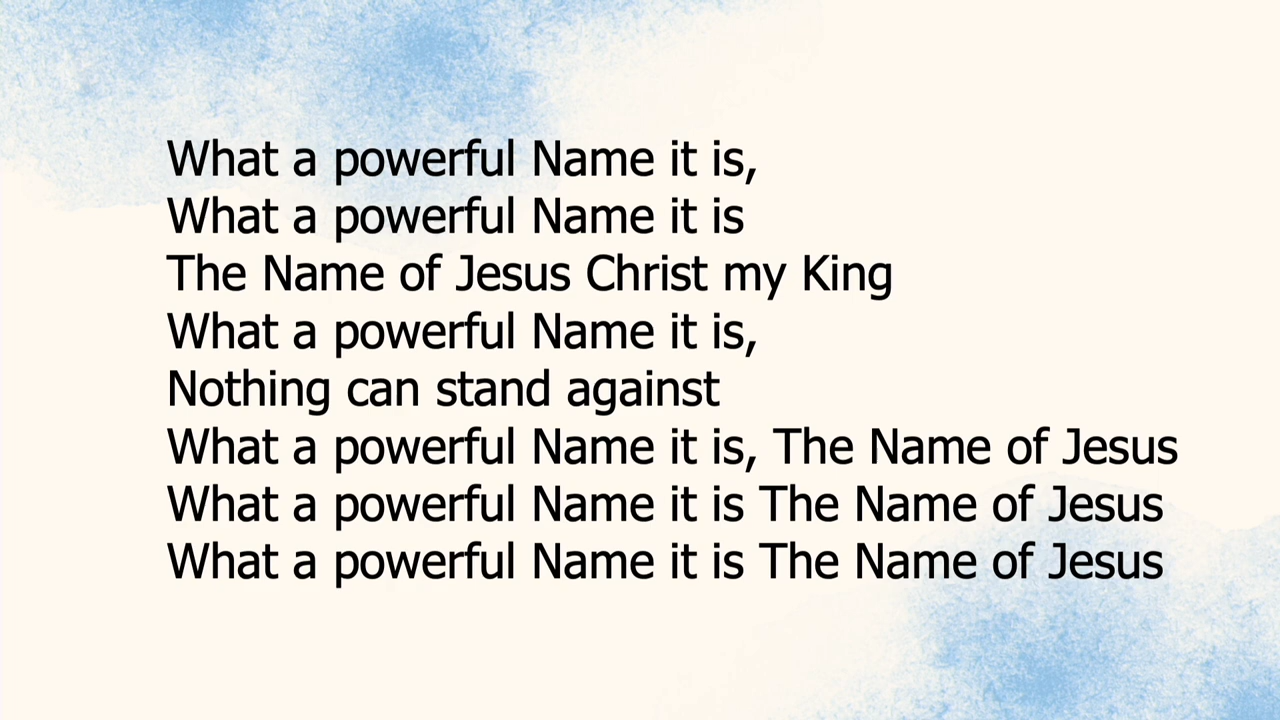 What a powerful Name it is,
What a powerful Name it is
The Name of Jesus Christ my King
What a powerful Name it is,
Nothing can stand against
What a powerful Name it is, The Name of Jesus
What a powerful Name it is The Name of Jesus
What a powerful Name it is The Name of Jesus